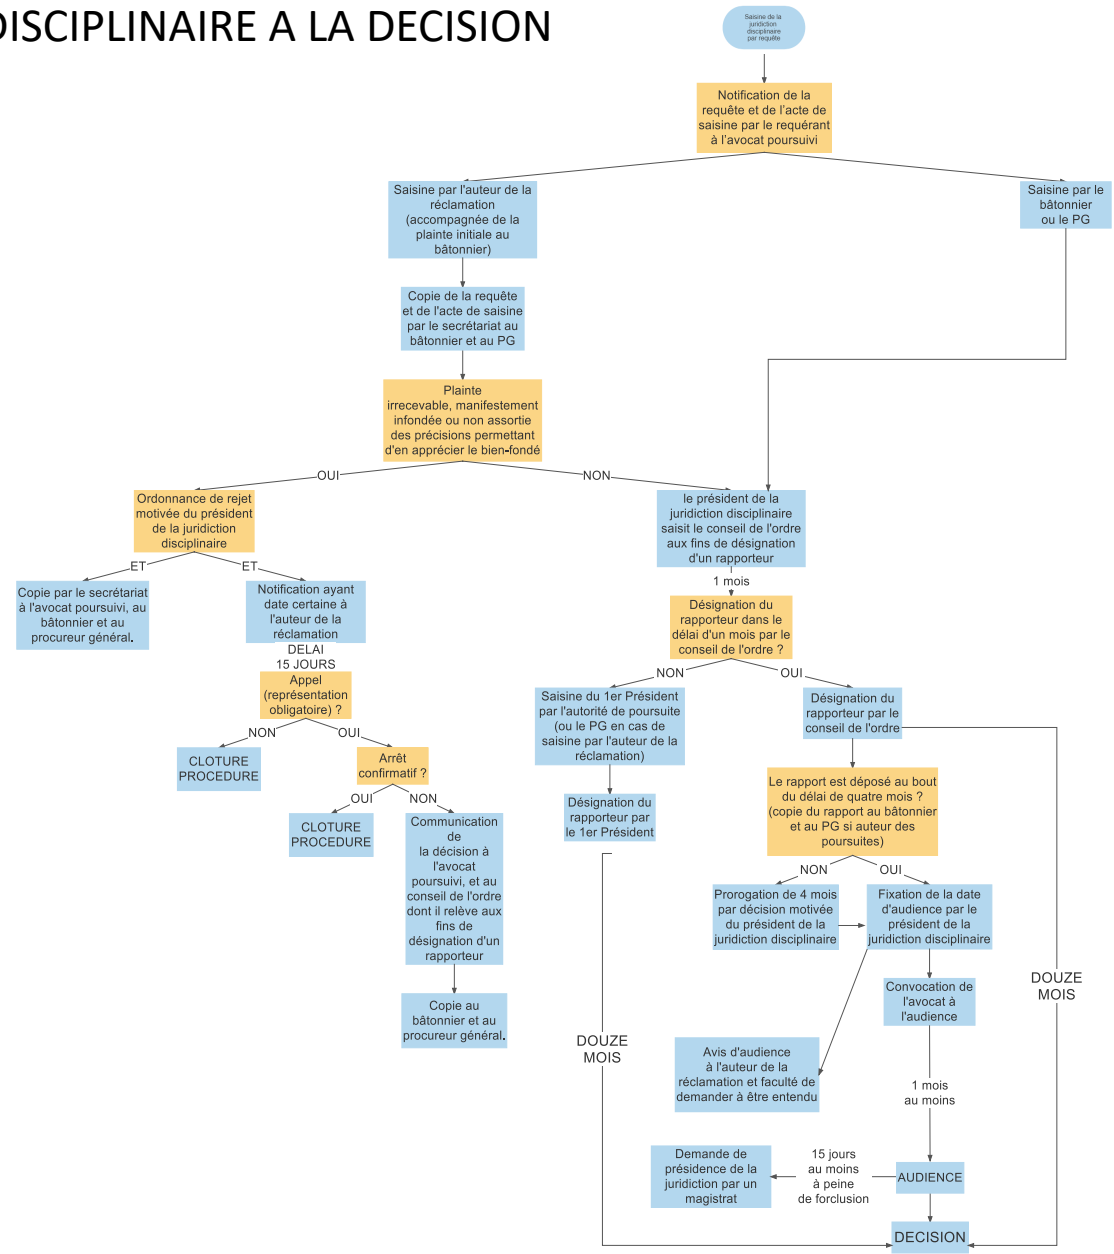 DISCIPLINAIRE A LA DECISION
Saisine de la
juridiction
disciplinaire
par requête
Notification de la
requête et de l'acte de
saisine par le requérant
à l'avocat poursuivi
Saisine par l'auteur de la
réclamation
(accompagnée de la
plainte initiale au
bâtonnier)
Saisine par le
bâtonnier
ou le PG
Copie de la requête
et de l'acte de saisine
par le secrétariat au
bâtonnier et au PG
Plainte
irrecevable, manifestement
infondée ou non assortie
des précisions permettant
d'en apprécier le bien-fondé
OUI
NON
Ordonnance de rejet
motivée du président
de la juridiction
disciplinaire
le président de la
juridiction disciplinaire
saisit le conseil de l'ordre
aux fins de désignation
d'un rapporteur
ET
ET
1 mois
Copie par le secrétariat
à l'avocat poursuivi, au
bâtonnier et au
procureur général.
Notification ayant
date certaine à
l'auteur de la
réclamation
DELAI
15 JOURS
Désignation du
rapporteur dans le
délai d'un mois par le
conseil de l'ordre ?
Appel
(représentation
obligatoire) ?
NON
OUI
Saisine du 1er Président
par l'autorité de poursuite
(ou le PG en cas de
saisine par l'auteur de la
réclamation)
Désignation du
rapporteur par le
conseil de l'ordre
NON
OUI
CLOTURE
PROCEDURE
Arrêt
confirmatif ?
Le rapport est déposé au bout
du délai de quatre mois ?
(copie du rapport au bâtonnier
et au PG si auteur des
poursuites)
OUI
NON
Désignation du
rapporteur par
le 1er Président
CLOTURE
PROCEDURE
Communication
de
la décision à
l'avocat
poursuivi, et au
conseil de l'ordre
dont il relève aux
fins de
désignation d'un
rapporteur
NON
OUI
Prorogation de 4 mois
par décision motivée
du président de la
juridiction disciplinaire
Fixation de la date
d'audience par le
président de la
juridiction disciplinaire
DOUZE
MOIS
Convocation de
l'avocat à
l'audience
Copie au
bâtonnier et au
procureur général.
DOUZE
MOIS
Avis d'audience
à l'auteur de la
réclamation et faculté de
demander à être entendu
1 mois
au moins
Demande de
présidence de la
juridiction par un
magistrat
15 jours
au moins
à peine
de forclusion
AUDIENCE
DECISION